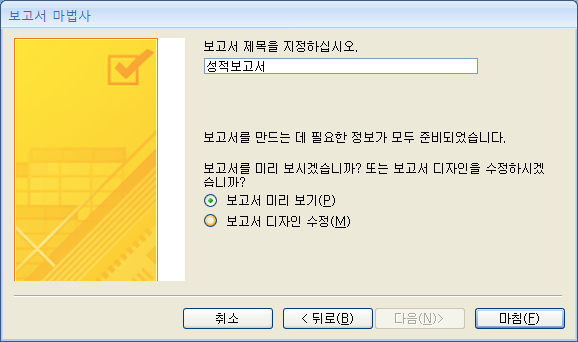 보고서 마법사
보고서 제목을 지정하십시오.
성적보고서
보고서를 만드는 데 필요한 정보가 모두 준비되었습니다.
보고서를 미리 보시겠습니까? 또는 보고서 디자인을 수정하시겠
습니까?
보고서 미리 보기(P)
보고서 디자인 수정(M)
취소 < 뒤로(B) 다음(N)> 마침(F)